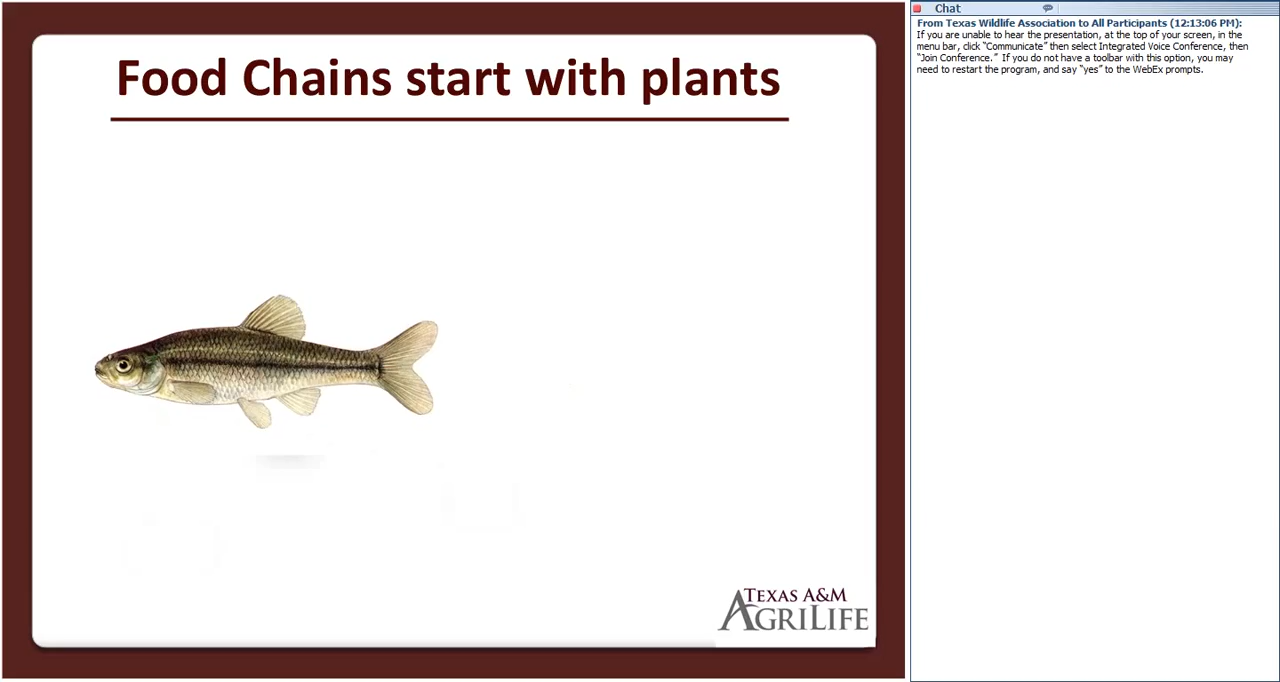 Food Chains start with plants
TEXAS A&M
AGRILIFE
Chat
From Texas Wildlife Association to All Participants (12:13:06 PM):
If you are unable to hear the presentation, at the top of your screen, in the
menu bar, click “Communicate” then select Integrated Voice Conference, then
“Join Conference.” If you do not have a toolbar with this option, you may
need to restart the program, and say “yes” to the WebEx prompts.